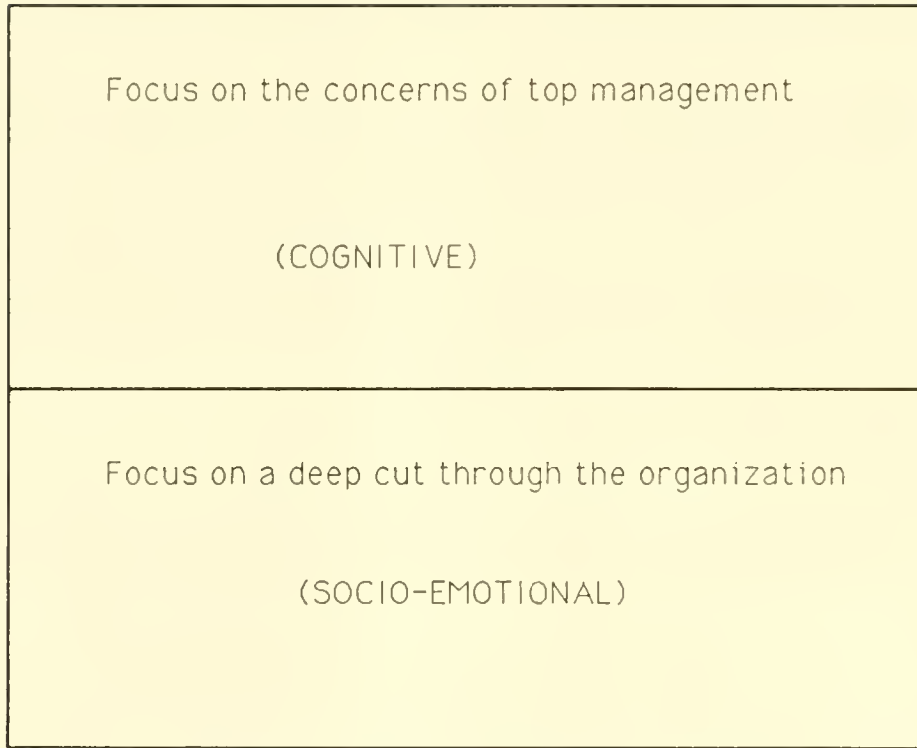 Focus on the concerns of top management
(COGNITIVE)
Focus on a deep cut through the organization
(SOCIO-EMOTIONAL)